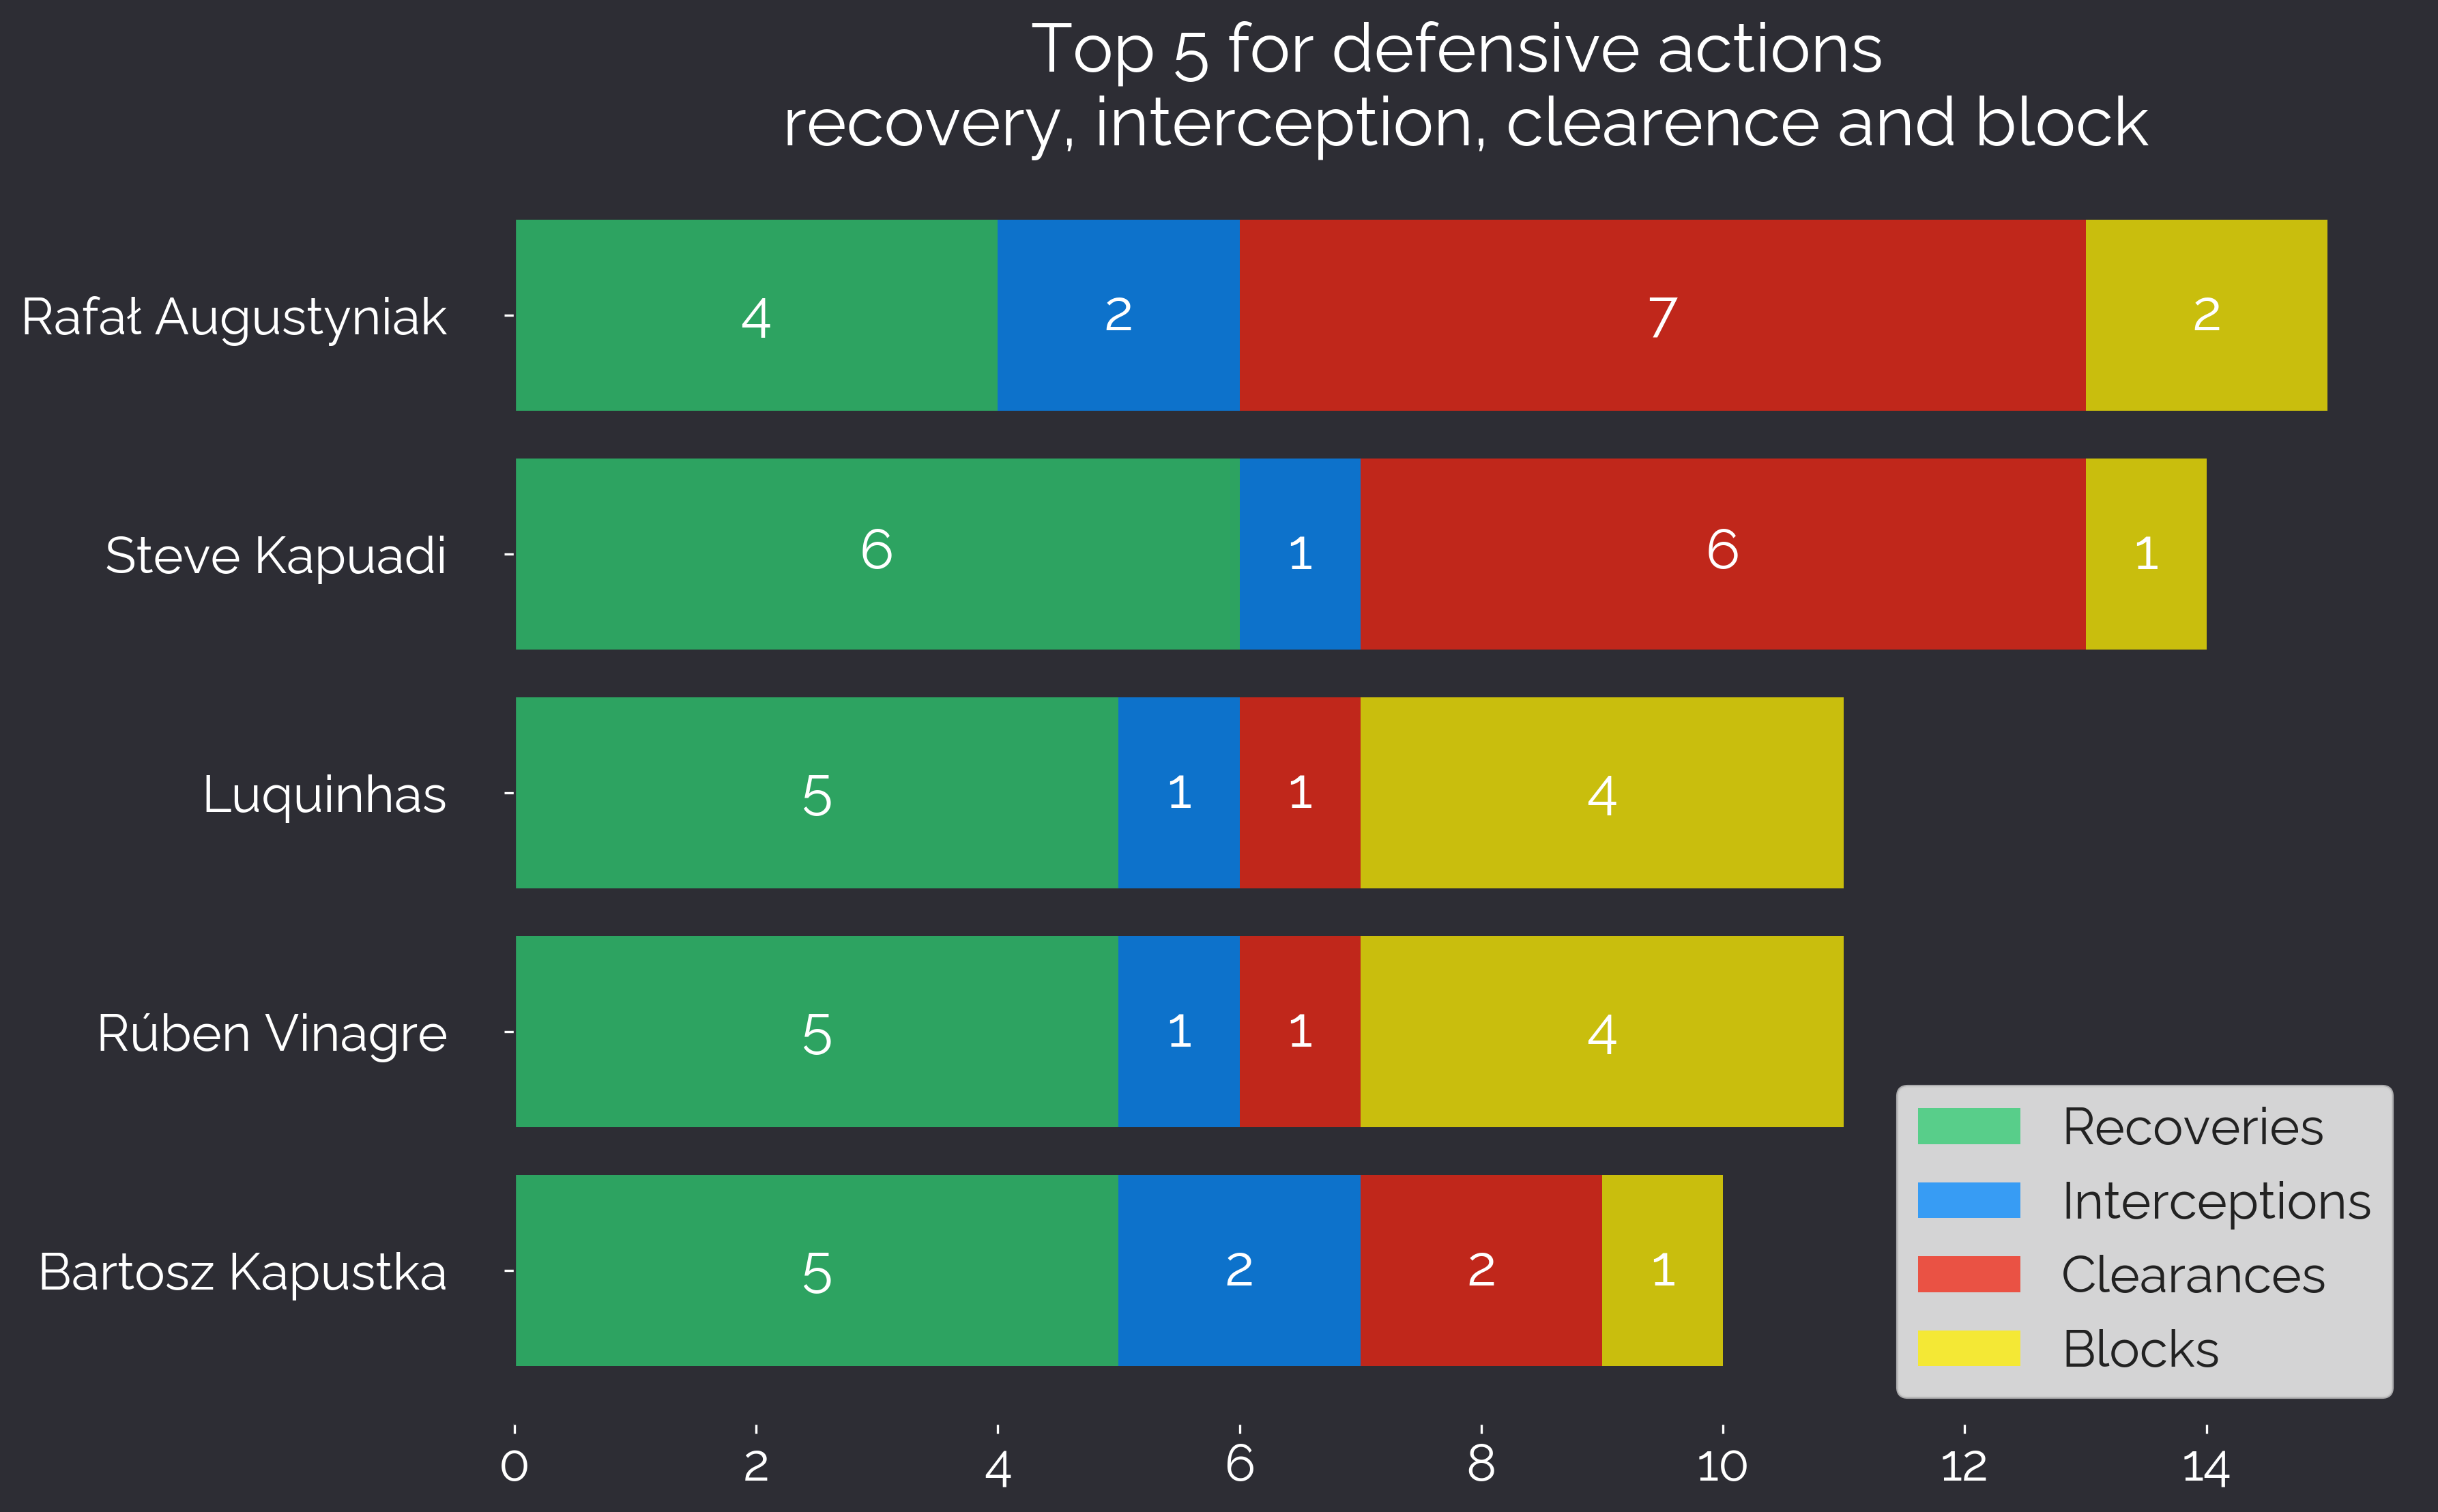 Top 5 for defensive actions
recovery, interception, clearence and block
Rafał Augustyniak 4 2 7 2
Steve Kapuadi 6 1 6 1
Luquinhas 5 1 1 4
Rúben Vinagre 5 1 1 4
Bartosz Kapustka 5 2 2 1
Recoveries
Interceptions
Clearances
Blocks
0 2 4 6 8 10 12 14